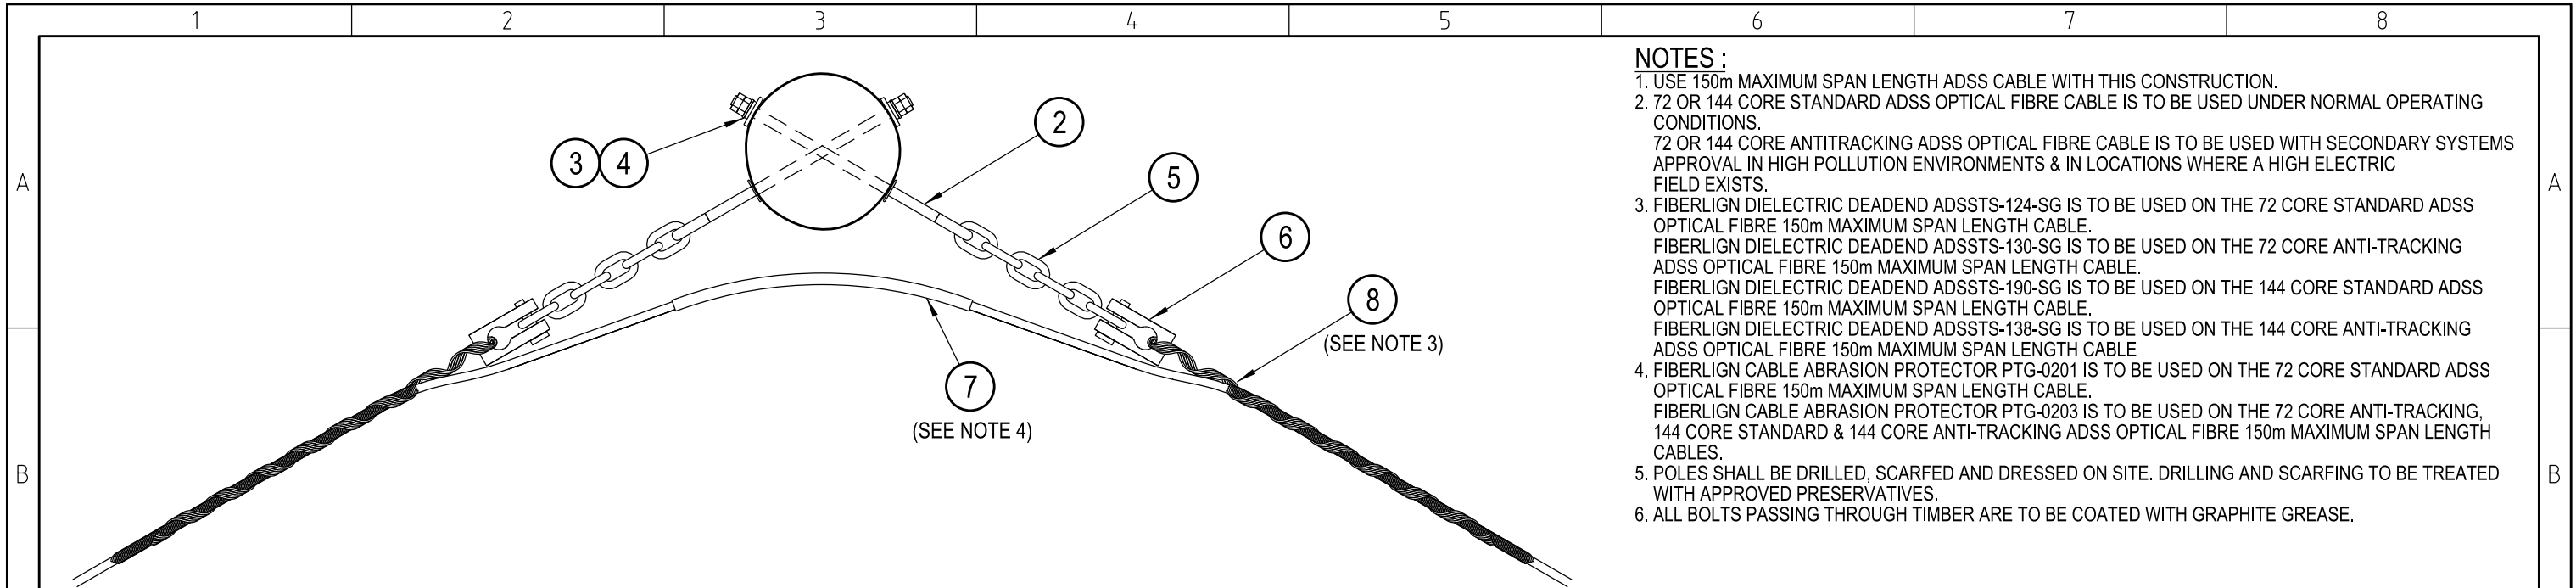 1 2 3 4 5 6 7 8
NOTES :
1. USE 150m MAXIMUM SPAN LENGTH ADSS CABLE WITH THIS CONSTRUCTION.
2. 72 OR 144 CORE STANDARD ADSS OPTICAL FIBRE CABLE IS TO BE USED UNDER NORMAL OPERATING
CONDITIONS.
72 OR 144 CORE ANTITRACKING ADSS OPTICAL FIBRE CABLE IS TO BE USED WITH SECONDARY SYSTEMS
APPROVAL IN HIGH POLLUTION ENVIRONMENTS & IN LOCATIONS WHERE A HIGH ELECTRIC
FIELD EXISTS.
3. FIBERLIGN DIELECTRIC DEADEND ADSSTS-124-SG IS TO BE USED ON THE 72 CORE STANDARD ADSS
OPTICAL FIBRE 150m MAXIMUM SPAN LENGTH CABLE.
FIBERLIGN DIELECTRIC DEADEND ADSSTS-130-SG IS TO BE USED ON THE 72 CORE ANTI-TRACKING
ADSS OPTICAL FIBRE 150m MAXIMUM SPAN LENGTH CABLE.
FIBERLIGN DIELECTRIC DEADEND ADSSTS-190-SG IS TO BE USED ON THE 144 CORE STANDARD ADSS
OPTICAL FIBRE 150m MAXIMUM SPAN LENGTH CABLE.
FIBERLIGN DIELECTRIC DEADEND ADSSTS-138-SG IS TO BE USED ON THE 144 CORE ANTI-TRACKING
ADSS OPTICAL FIBRE 150m MAXIMUM SPAN LENGTH CABLE
4. FIBERLIGN CABLE ABRASION PROTECTOR PTG-0201 IS TO BE USED ON THE 72 CORE STANDARD ADSS
OPTICAL FIBRE 150m MAXIMUM SPAN LENGTH CABLE.
FIBERLIGN CABLE ABRASION PROTECTOR PTG-0203 IS TO BE USED ON THE 72 CORE ANTI-TRACKING,
144 CORE STANDARD & 144 CORE ANTI-TRACKING ADSS OPTICAL FIBRE 150m MAXIMUM SPAN LENGTH
CABLES.
5. POLES SHALL BE DRILLED, SCARFED AND DRESSED ON SITE. DRILLING AND SCARFING TO BE TREATED
WITH APPROVED PRESERVATIVES.
6. ALL BOLTS PASSING THROUGH TIMBER ARE TO BE COATED WITH GRAPHITE GREASE.
2
3 4
5
A
A
6
8
(SEE NOTE 3)
7
(SEE NOTE 4)
B
B